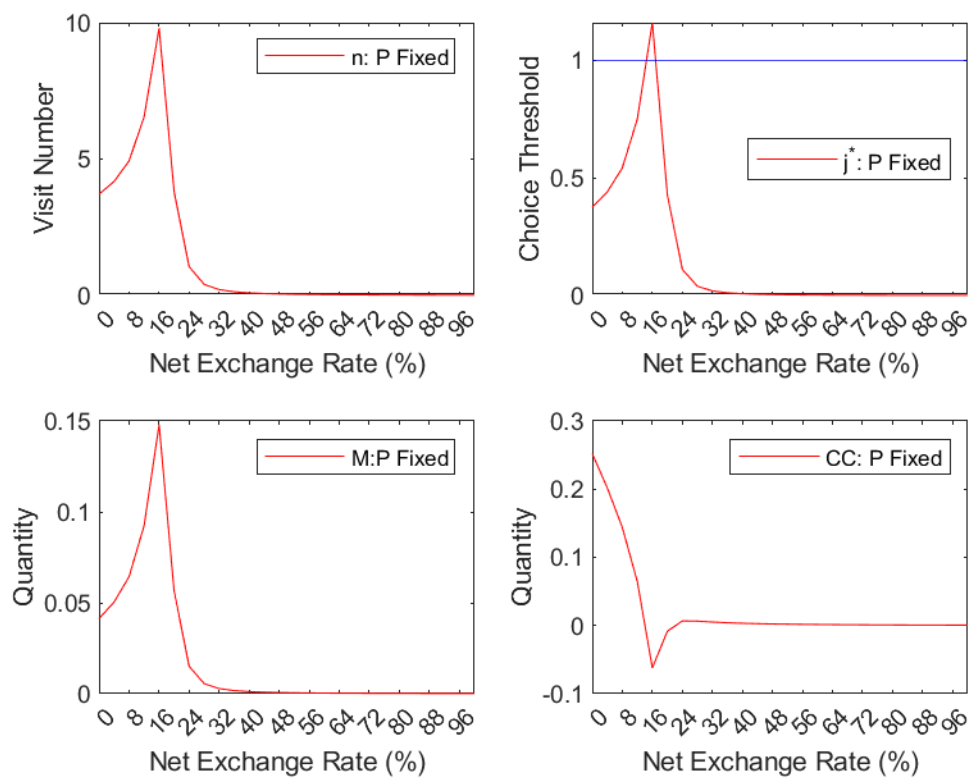 10
5
0
Visit Number
n: P Fixed
0 8 16 24 32 40 48 56 64 72 80 88 96
Net Exchange Rate (%)
1
0.5
0
Choice Threshold
j*: P Fixed
0 8 16 24 32 40 48 56 64 72 80 88 96
Net Exchange Rate (%)
0.15
0.1
0.05
0
Quantity
M:P Fixed
0 8 16 24 32 40 48 56 64 72 80 88 96
Net Exchange Rate (%)
0.3
0.2
0.1
0
-0.1
Quantity
CC: P Fixed
0 8 16 24 32 40 48 56 64 72 80 88 96
Net Exchange Rate (%)